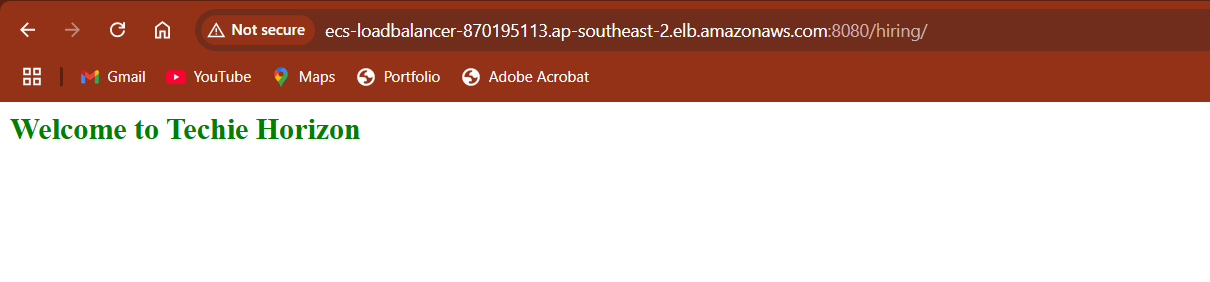 Not secure ecs-loadbalancer-870195113.ap-southeast-2.elb.amazonaws.com:8080/hiring/
Gmail YouTube Maps Portfolio Adobe Acrobat
Welcome to Techie Horizon